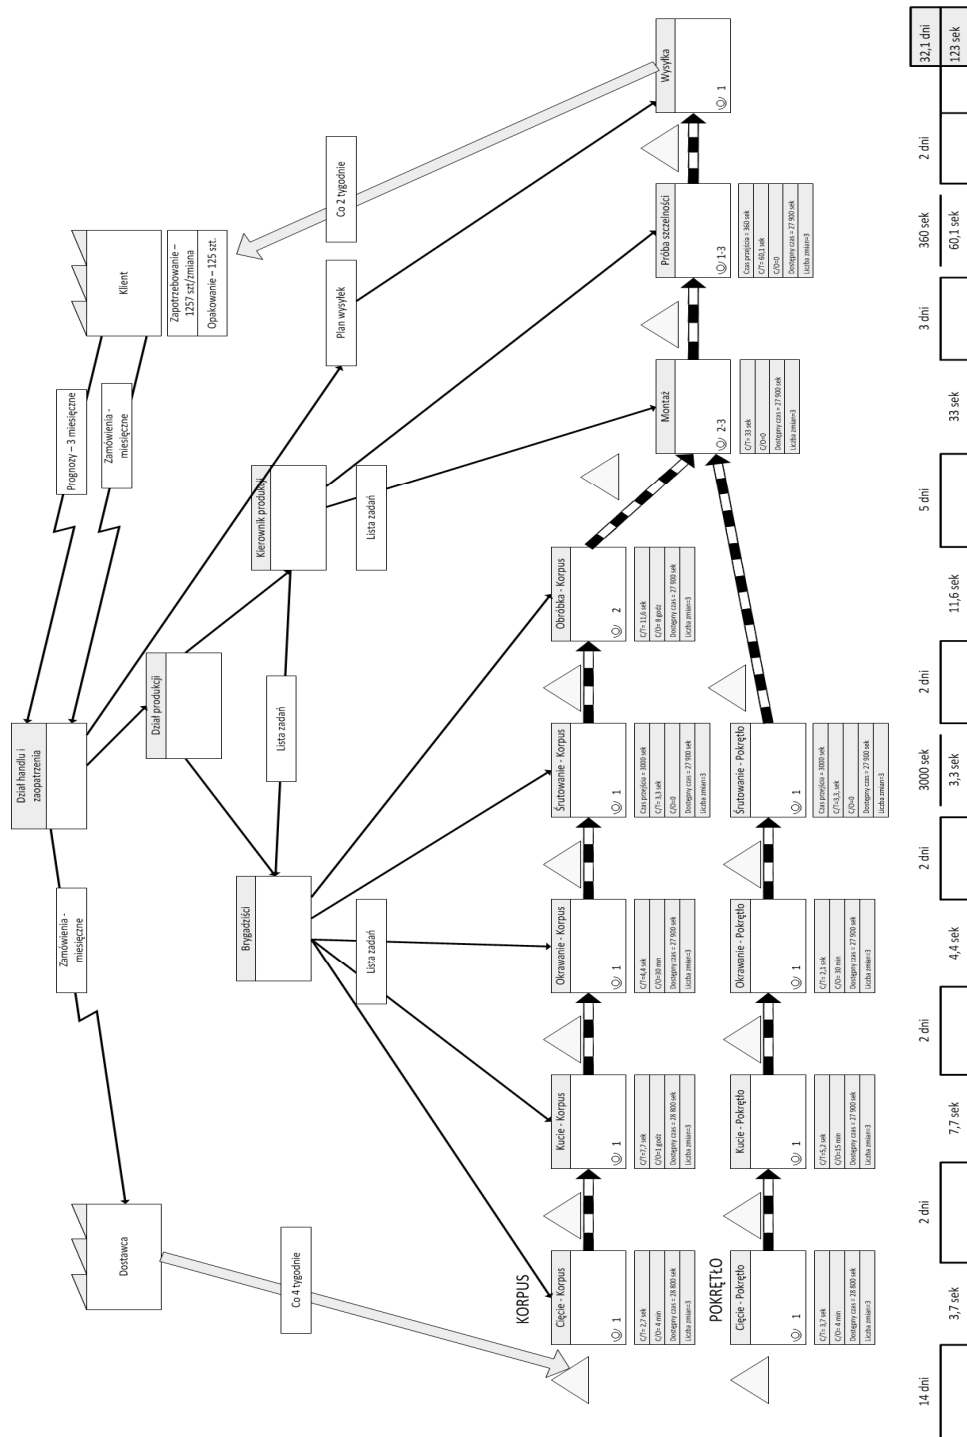 Dostawca
Zamówienia -
miesięczne
Dział handlu i
zaopatrzenia
Prognozy – 3 miesięczne
Zamówienia -
miesięczne
Klient
Zapotrzebowanie –
1257 szt/zmiana
Opakowanie – 125 szt.
Dział produkcji
Brygadziści
Lista zadań
Kierownik produkcji
Plan wysyłek
Co 2 tygodnie
Co 4 tygodnie
Lista zadań
Lista zadań
KORPUS
Cięcie - Korpus
1
C/T= 2,7 sek
C/O= 4 min
Dostępny czas = 28 800 sek
Liczba zmian=3
Kucie - Korpus
1
C/T=7,7 sek
C/O=1 godz
Dostępny czas = 28 800 sek
Liczba zmian=3
Okrawanie - Korpus
1
C/T=4,4 sek
C/O=30 min
Dostępny czas = 27 900 sek
Liczba zmian=3
Śrutowanie - Korpus
1
Czas przejścia = 3000 sek
C/T= 3,3 sek
C/O=0
Dostępny czas = 27 900 sek
Liczba zmian=3
Obróbka - Korpus
2
C/T= 11,6 sek
C/O= 8 godz
Dostępny czas = 27 900 sek
Liczba zmian=3
Montaż
2-3
C/T= 33 sek
C/O=0
Dostępny czas = 27 900 sek
Liczba zmian=3
Próba szczelności
1-3
Czas przejścia = 360 sek
C/T= 60,1 sek
C/O=0
Dostępny czas = 27 900 sek
Liczba zmian=3
Wysyłka
1
POKRĘTŁO
Cięcie - Pokrętło
1
C/T= 3,7 sek
C/O= 4 min
Dostępny czas = 28 800 sek
Liczba zmian=3
Kucie - Pokrętło
1
C/T=5,2 sek
C/O=15 min
Dostępny czas = 27 900 sek
Liczba zmian=3
Okrawanie - Pokrętło
1
C/T= 2,1 sek
C/O= 30 min
Dostępny czas = 27 900 sek
Liczba zmian=3
Śrutowanie - Pokrętło
1
Czas przejścia = 3000 sek
C/T=3,3, sek
C/O=0
Dostępny czas = 27 900 sek
Liczba zmian=3
14 dni
3,7 sek
2 dni
7,7 sek
2 dni
4,4 sek
2 dni
3000 sek
3,3 sek
2 dni
11,6 sek
5 dni
33 sek
3 dni
360 sek
60,1 sek
2 dni
32,1 dni
123 sek